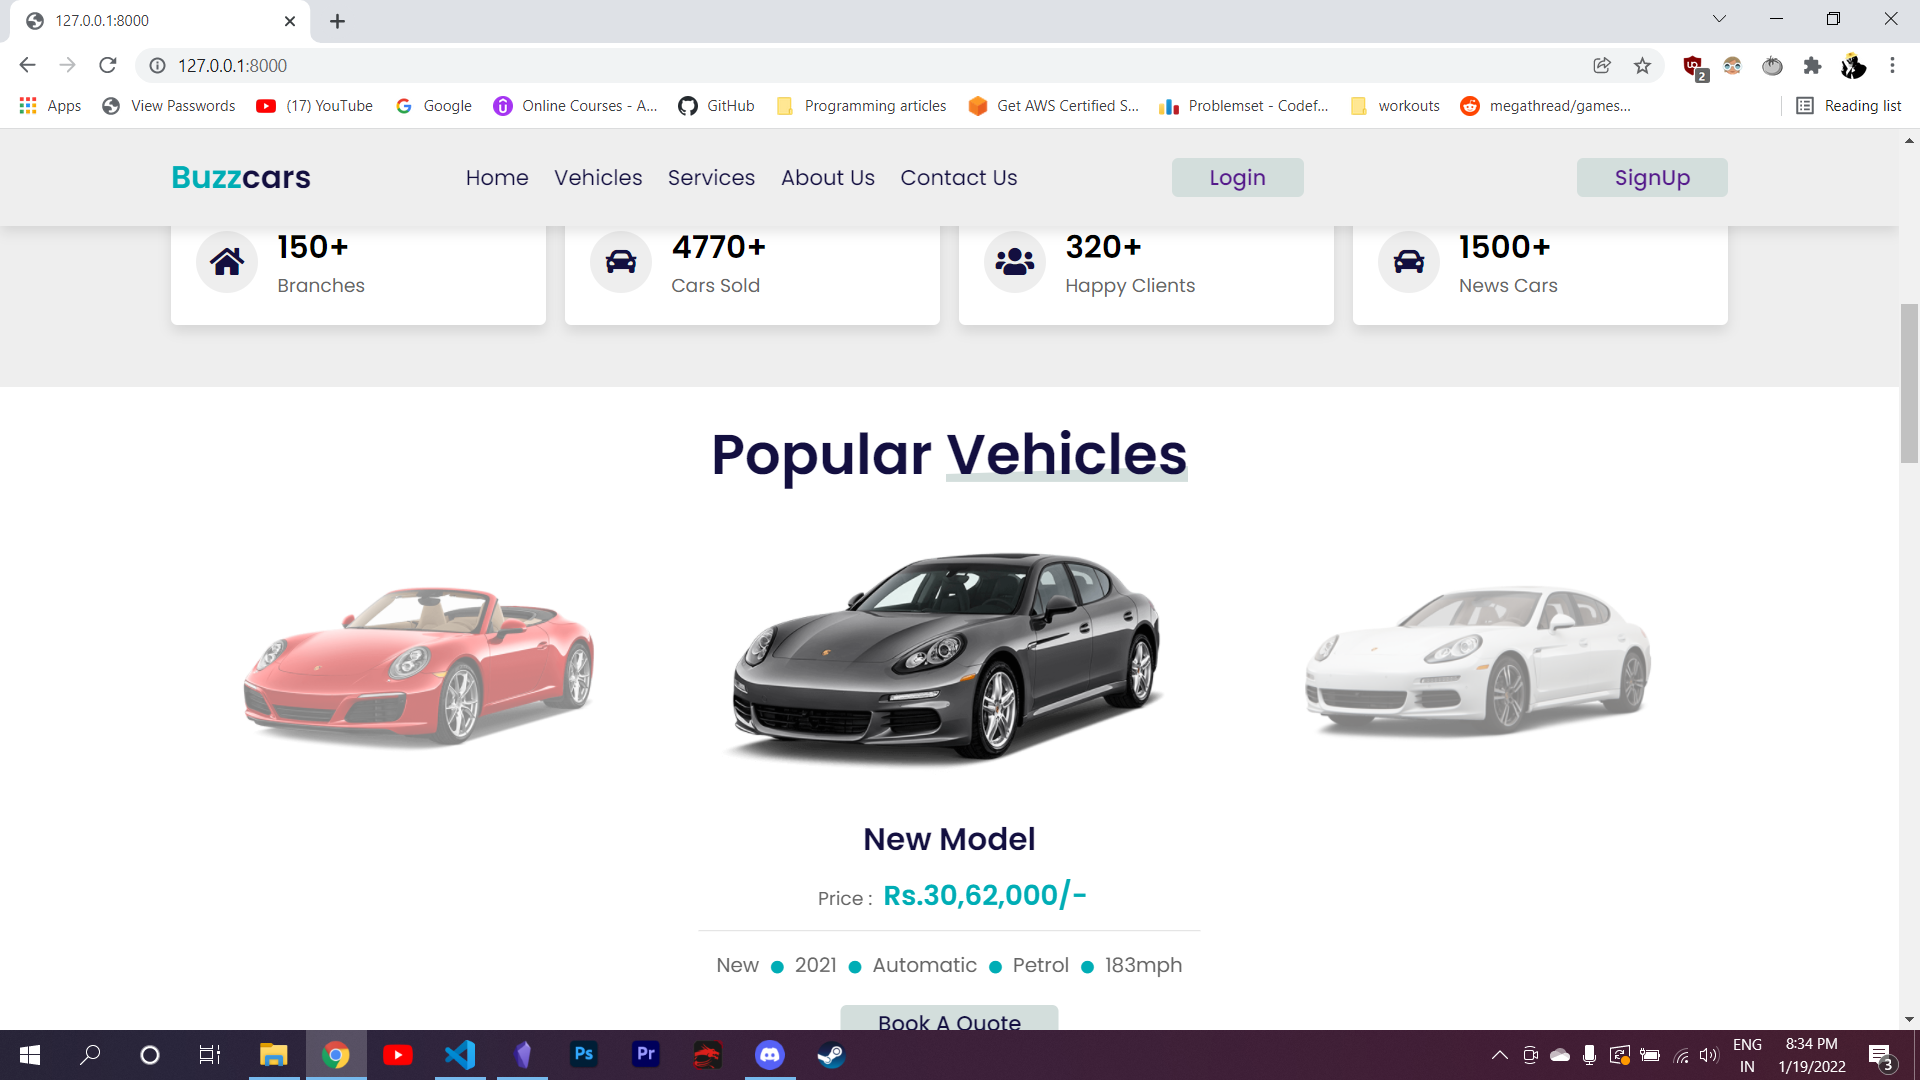 127.0.0.1:8000
127.0.0.1:8000
2
Apps View Passwords (17) YouTube Google Online Courses - A... GitHub Programming articles Get AWS Certified S... Problemset - Codef... workouts megathread/games... Reading list
Buzzcars Home Vehicles Services About Us Contact Us Login SignUp
150+ 4770+ 320+ 1500+
Branches Cars Sold Happy Clients News Cars
Popular Vehicles
New Model
Price : Rs.30,62,000/-
New 2021 Automatic Petrol 183mph
Book A Quote
Ps Pr
ENG 8:34 PM
IN 1/19/2022 3